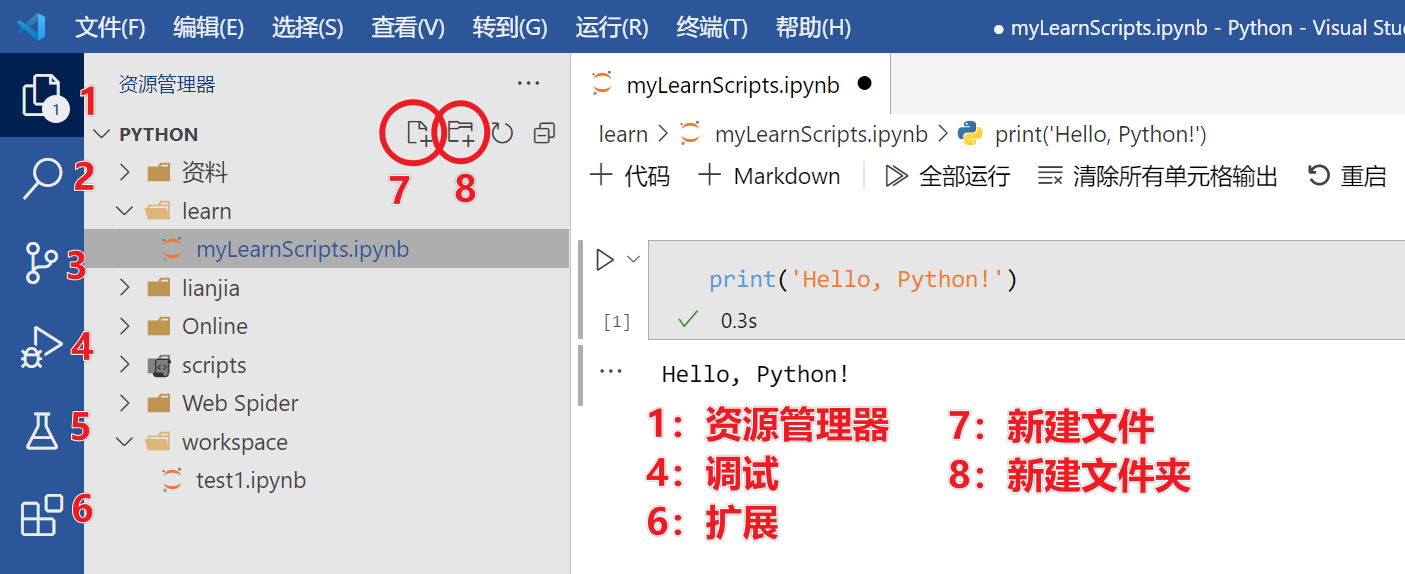 文件(F) 编辑(E) 选择(S) 查看(V) 转到(G) 运行(R) 终端(T) 帮助(H) ● myLearnScripts.ipynb - Python - Visual Stu
资源管理器 ···
myLearnScripts.ipynb ●
1
1
PYTHON
learn > myLearnScripts.ipynb > print('Hello, Python!')
2
资料
7
8
代码 Markdown 全部运行 清除所有单元格输出 重启
learn
3
myLearnScripts.ipynb
print('Hello, Python!')
lianjia
[1] 0.3s
Online
4
scripts
··· Hello, Python!
Web Spider
5
workspace
test1.ipynb
6
1：资源管理器
4：调试
6：扩展
7：新建文件
8：新建文件夹